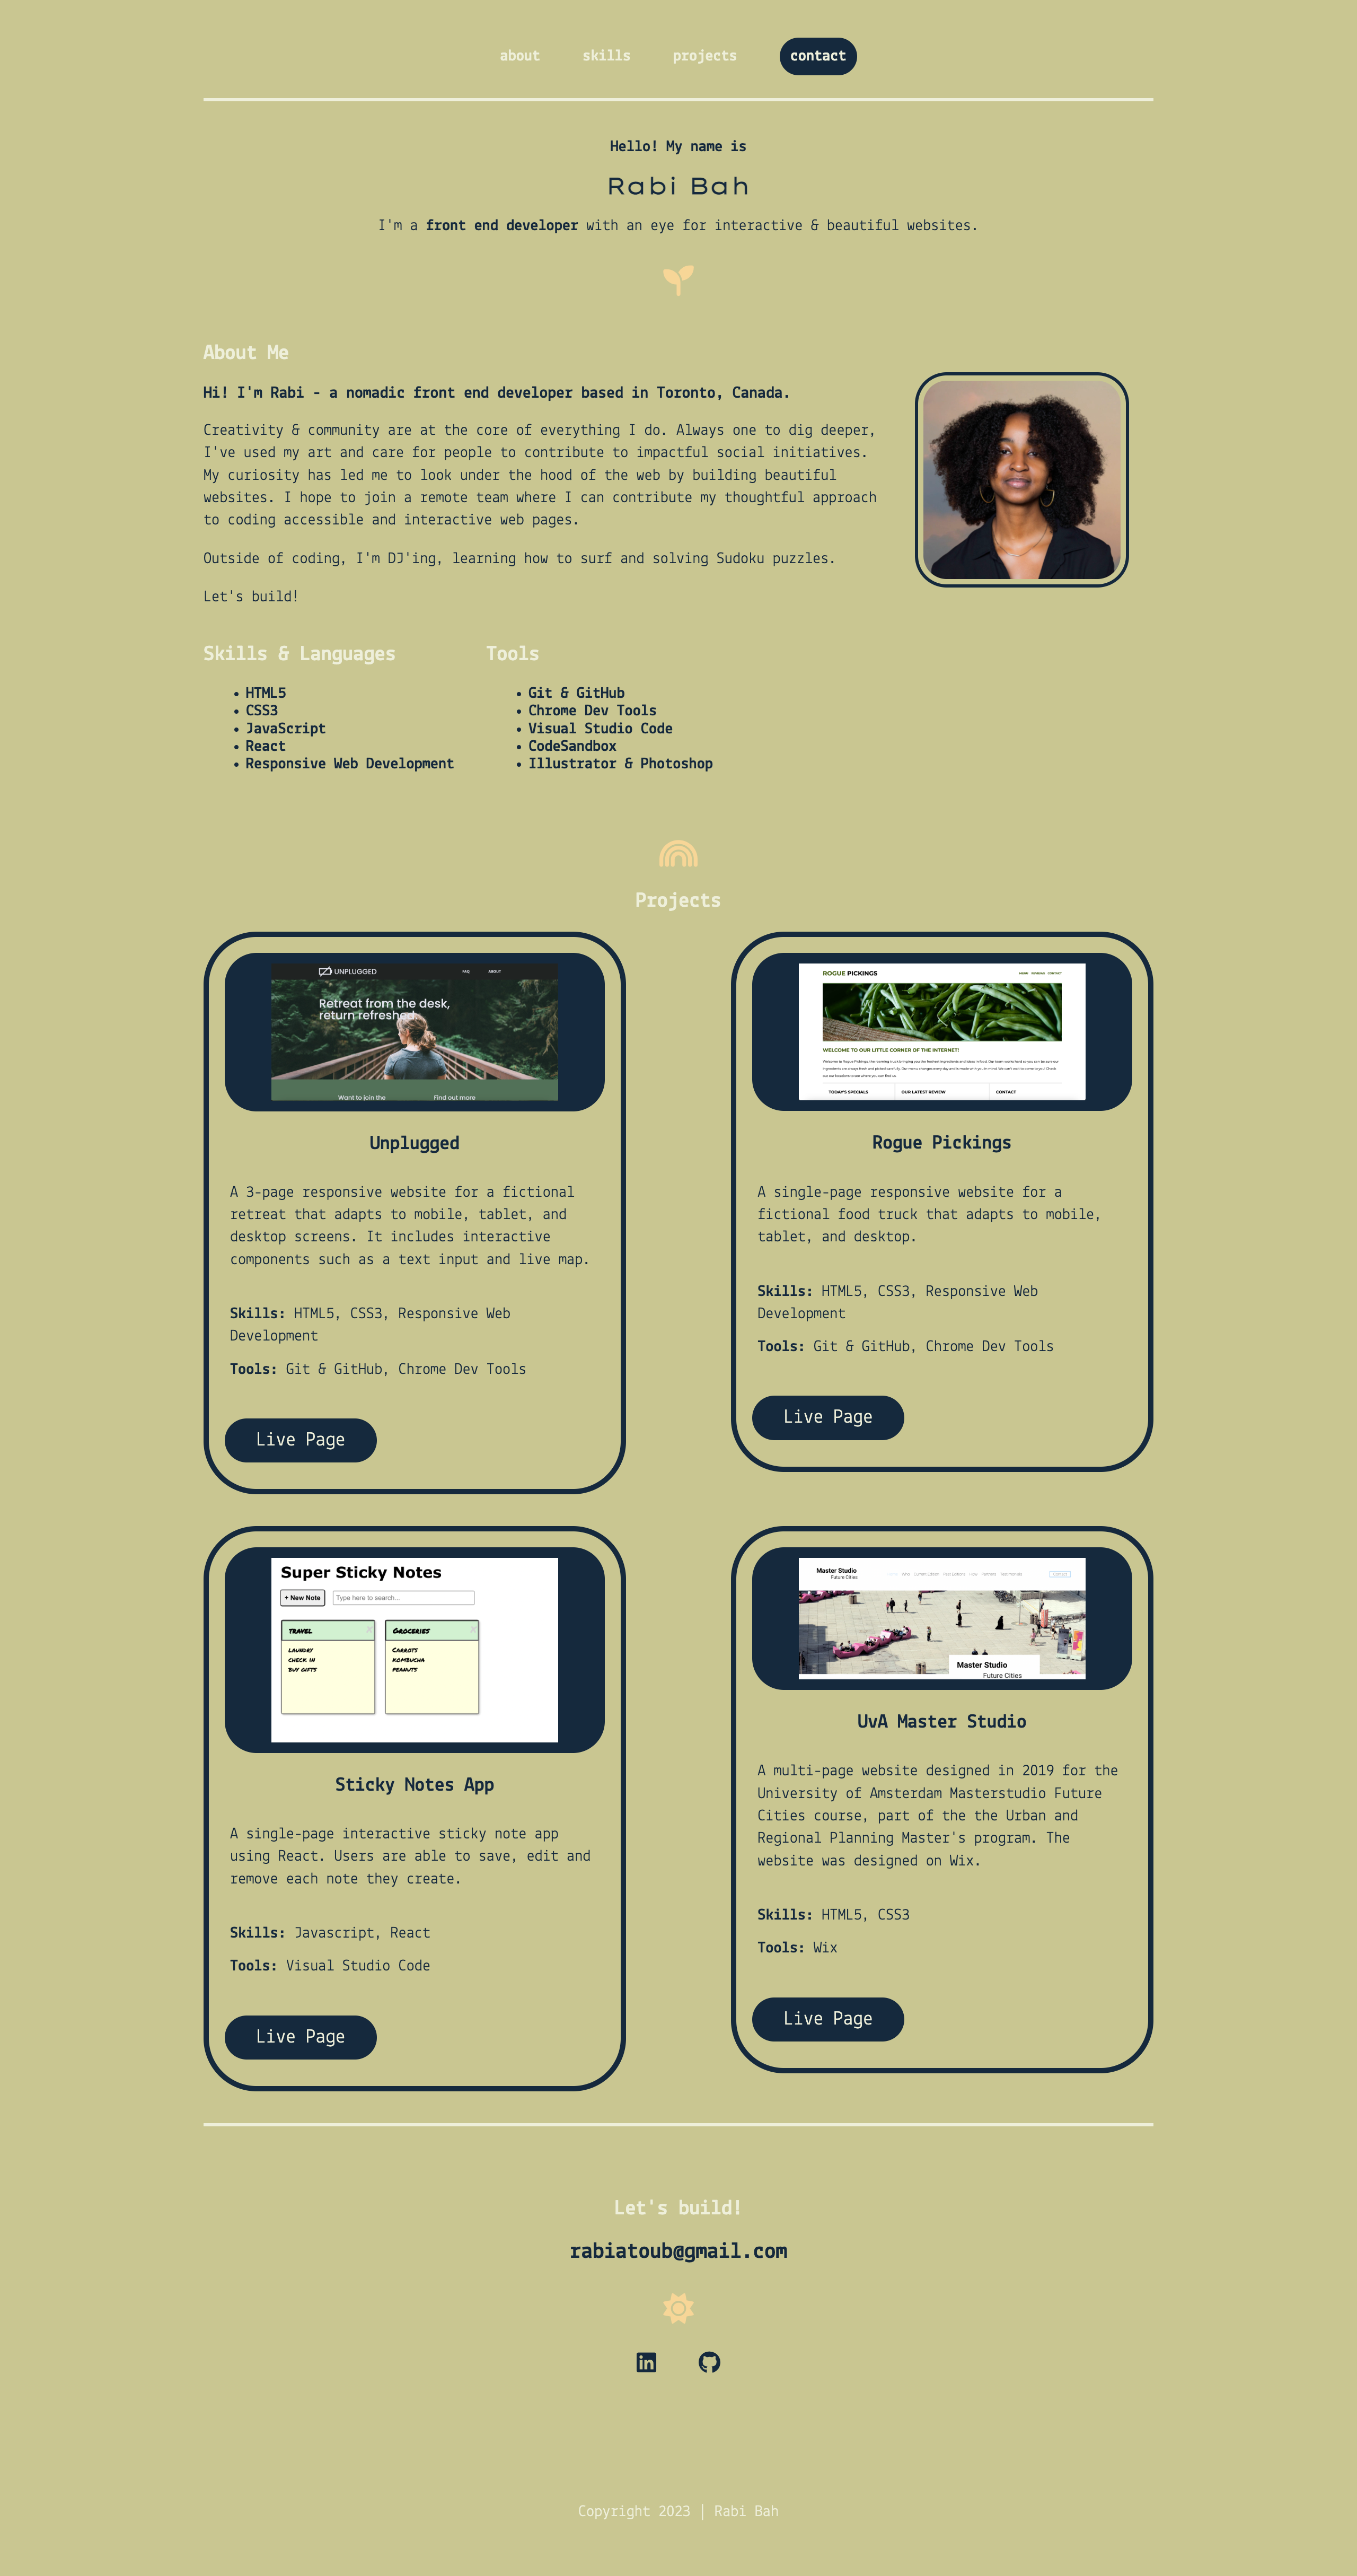 about skills projects contact
Hello! My name is
Rabi Bah
I'm a front end developer with an eye for interactive & beautiful websites.
About Me
Hi! I'm Rabi - a nomadic front end developer based in Toronto, Canada.
Creativity & community are at the core of everything I do. Always one to dig deeper,
I've used my art and care for people to contribute to impactful social initiatives.
My curiosity has led me to look under the hood of the web by building beautiful
websites. I hope to join a remote team where I can contribute my thoughtful approach
to coding accessible and interactive web pages.
Outside of coding, I'm DJ'ing, learning how to surf and solving Sudoku puzzles.
Let's build!
Skills & Languages
• HTML5
• CSS3
• JavaScript
• React
• Responsive Web Development
Tools
• Git & GitHub
• Chrome Dev Tools
• Visual Studio Code
• CodeSandbox
• Illustrator & Photoshop
Projects
UNPLUGGED FAQ ABOUT
Retreat from the desk,
return refreshed.
Want to join the Find out more
Unplugged
A 3-page responsive website for a fictional
retreat that adapts to mobile, tablet, and
desktop screens. It includes interactive
components such as a text input and live map.
Skills: HTML5, CSS3, Responsive Web
Development
Tools: Git & GitHub, Chrome Dev Tools
Live Page
ROGUE PICKINGS MENU REVIEWS CONTACT
WELCOME TO OUR LITTLE CORNER OF THE INTERNET!
TODAY'S SPECIALS OUR LATEST REVIEW CONTACT
Rogue Pickings
A single-page responsive website for a
fictional food truck that adapts to mobile,
tablet, and desktop.
Skills: HTML5, CSS3, Responsive Web
Development
Tools: Git & GitHub, Chrome Dev Tools
Live Page
Super Sticky Notes
+ New Note Type here to search...
TRAVEL X
LAUNDRY
CHECK IN
BUY GIFTS
GROCERIES X
CARROTS
KOMBUCHA
PEANUTS
Sticky Notes App
A single-page interactive sticky note app
using React. Users are able to save, edit and
remove each note they create.
Skills: Javascript, React
Tools: Visual Studio Code
Live Page
Master Studio
Future Cities
Contact
Master Studio
Future Cities
UvA Master Studio
A multi-page website designed in 2019 for the
University of Amsterdam Masterstudio Future
Cities course, part of the the Urban and
Regional Planning Master's program. The
website was designed on Wix.
Skills: HTML5, CSS3
Tools: Wix
Live Page
Let's build!
rabiatoub@gmail.com
in
Copyright 2023 | Rabi Bah